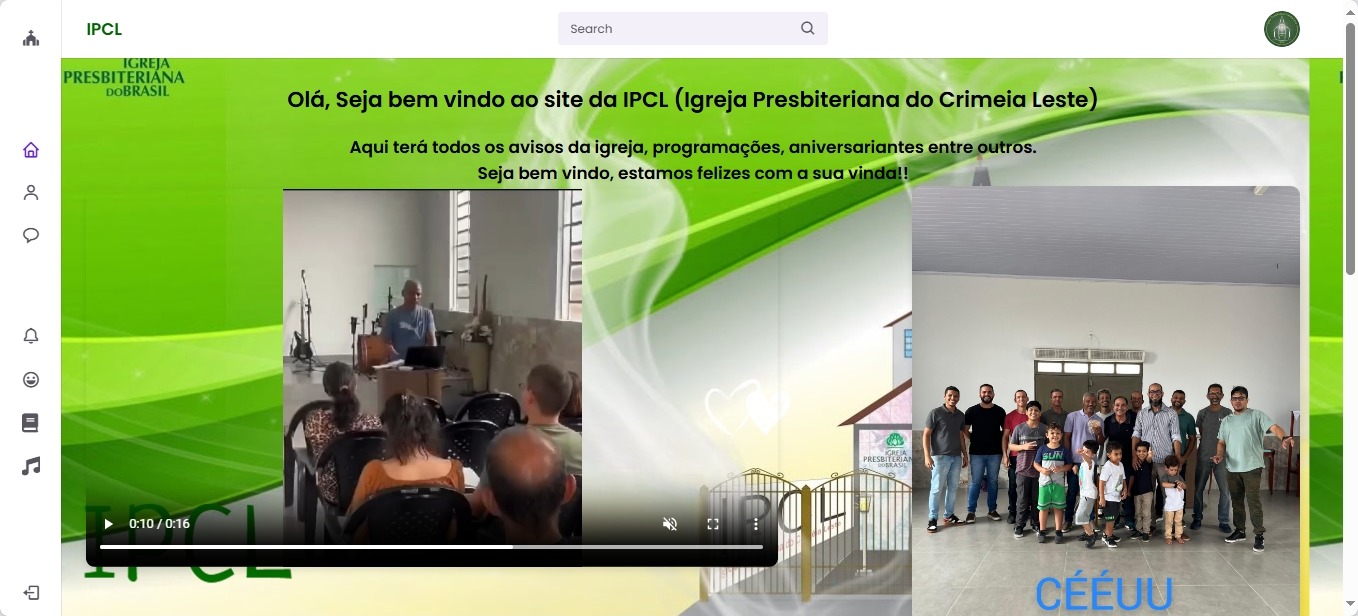 IPCL
Search
IGREJA
PRESBITERIANA
DO BRASIL
Olá, Seja bem vindo ao site da IPCL (Igreja Presbiteriana do Crimeia Leste)
Aqui terá todos os avisos da igreja, programações, aniversariantes entre outros.
Seja bem vindo, estamos felizes com a sua vinda!!
SUN
IGREJA
PRESBITERIANA
DO BRASIL
IPCL
IPCL
0:10 / 0:16
CÉÉUU